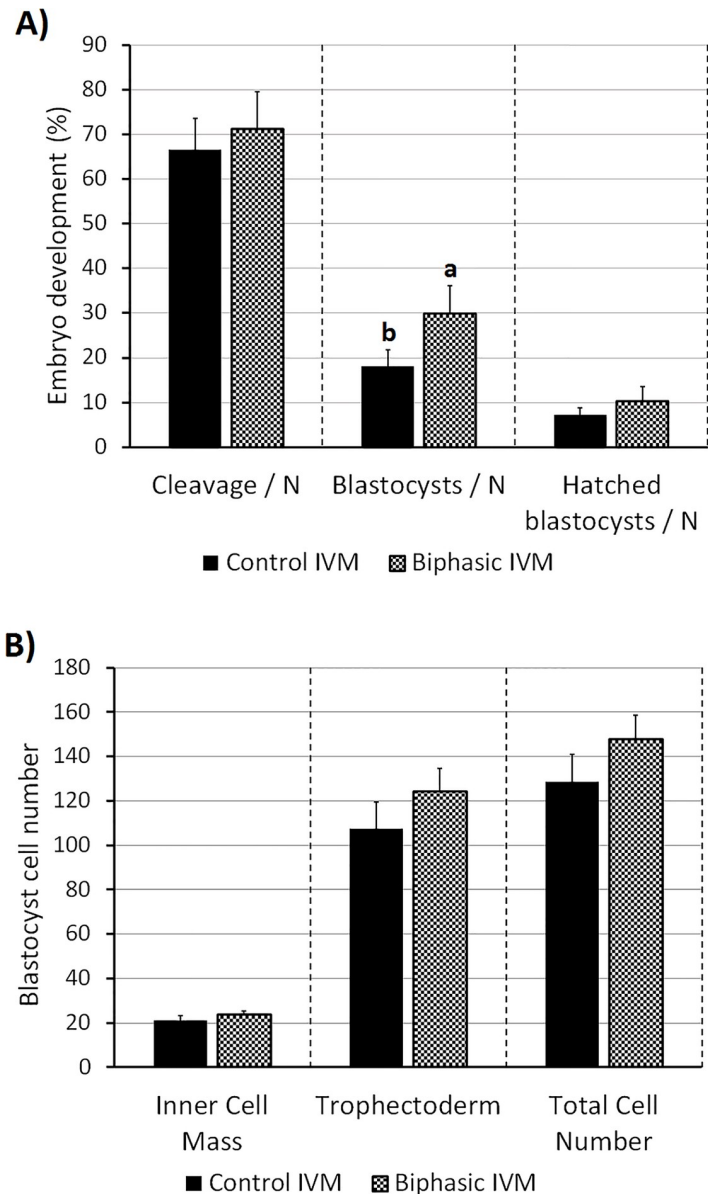 A)
90
80
70
60
50
40
30
20
10
0
Embryo development (%)
a
b
Cleavage / N
Blastocysts / N
Hatched
blastocysts / N
Control IVM
Biphasic IVM
B)
180
160
140
120
100
80
60
40
20
0
Blastocyst cell number
Inner Cell
Mass
Trophectoderm
Total Cell
Number
Control IVM
Biphasic IVM